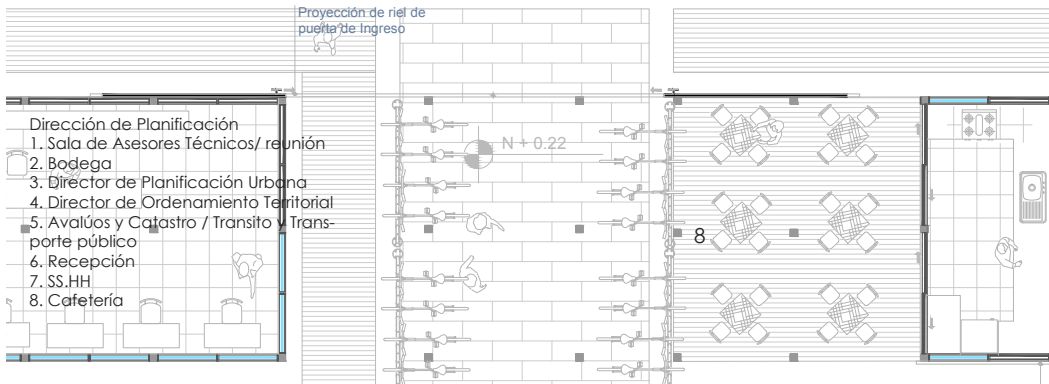 Proyección de riel de
puerta de Ingreso
Dirección de Planificación
1. Sala de Asesores Técnicos/ reunión
2. Bodega
3. Director de Planificación Urbana
4. Director de Ordenamiento Territorial
5. Avalúos y Catastro / Transito y Trans-
porte público
6. Recepción
7. SS.HH
8. Cafetería
N + 0.22
8